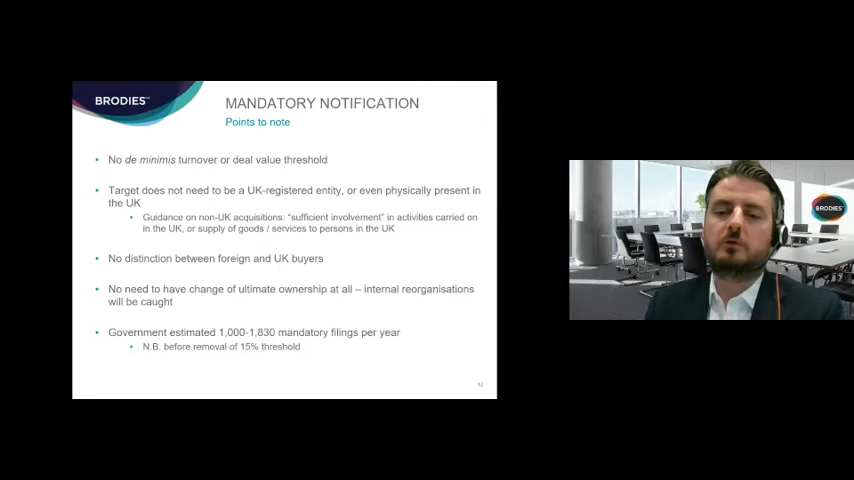 BRODIES LLP
MANDATORY NOTIFICATION
Points to note
• No de minimis turnover or deal value threshold
• Target does not need to be a UK-registered entity, or even physically present in
the UK
• Guidance on non-UK acquisitions: “sufficient involvement” in activities carried on
in the UK, or supply of goods / services to persons in the UK
• No distinction between foreign and UK buyers
• No need to have change of ultimate ownership at all – internal reorganisations
will be caught
• Government estimated 1,000-1,830 mandatory filings per year
• N.B. before removal of 15% threshold
12
BRODIES